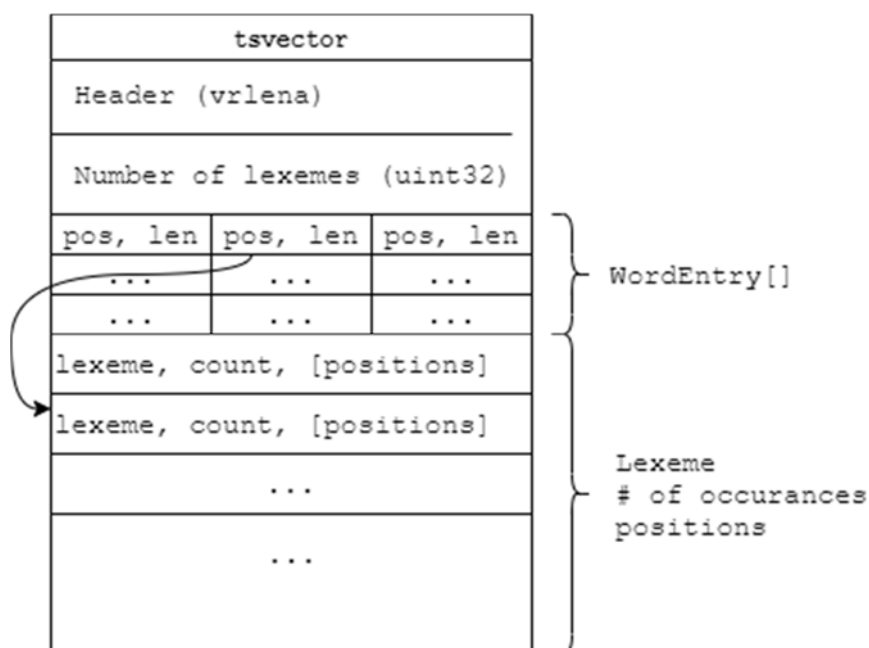 tsvector
Header (vrlena)
Number of lexemes (uint32)
pos, len pos, len pos, len
... ... ...
... ... ...
WordEntry[]
lexeme, count, [positions]
lexeme, count, [positions]
...
...
Lexeme
# of occurances
positions